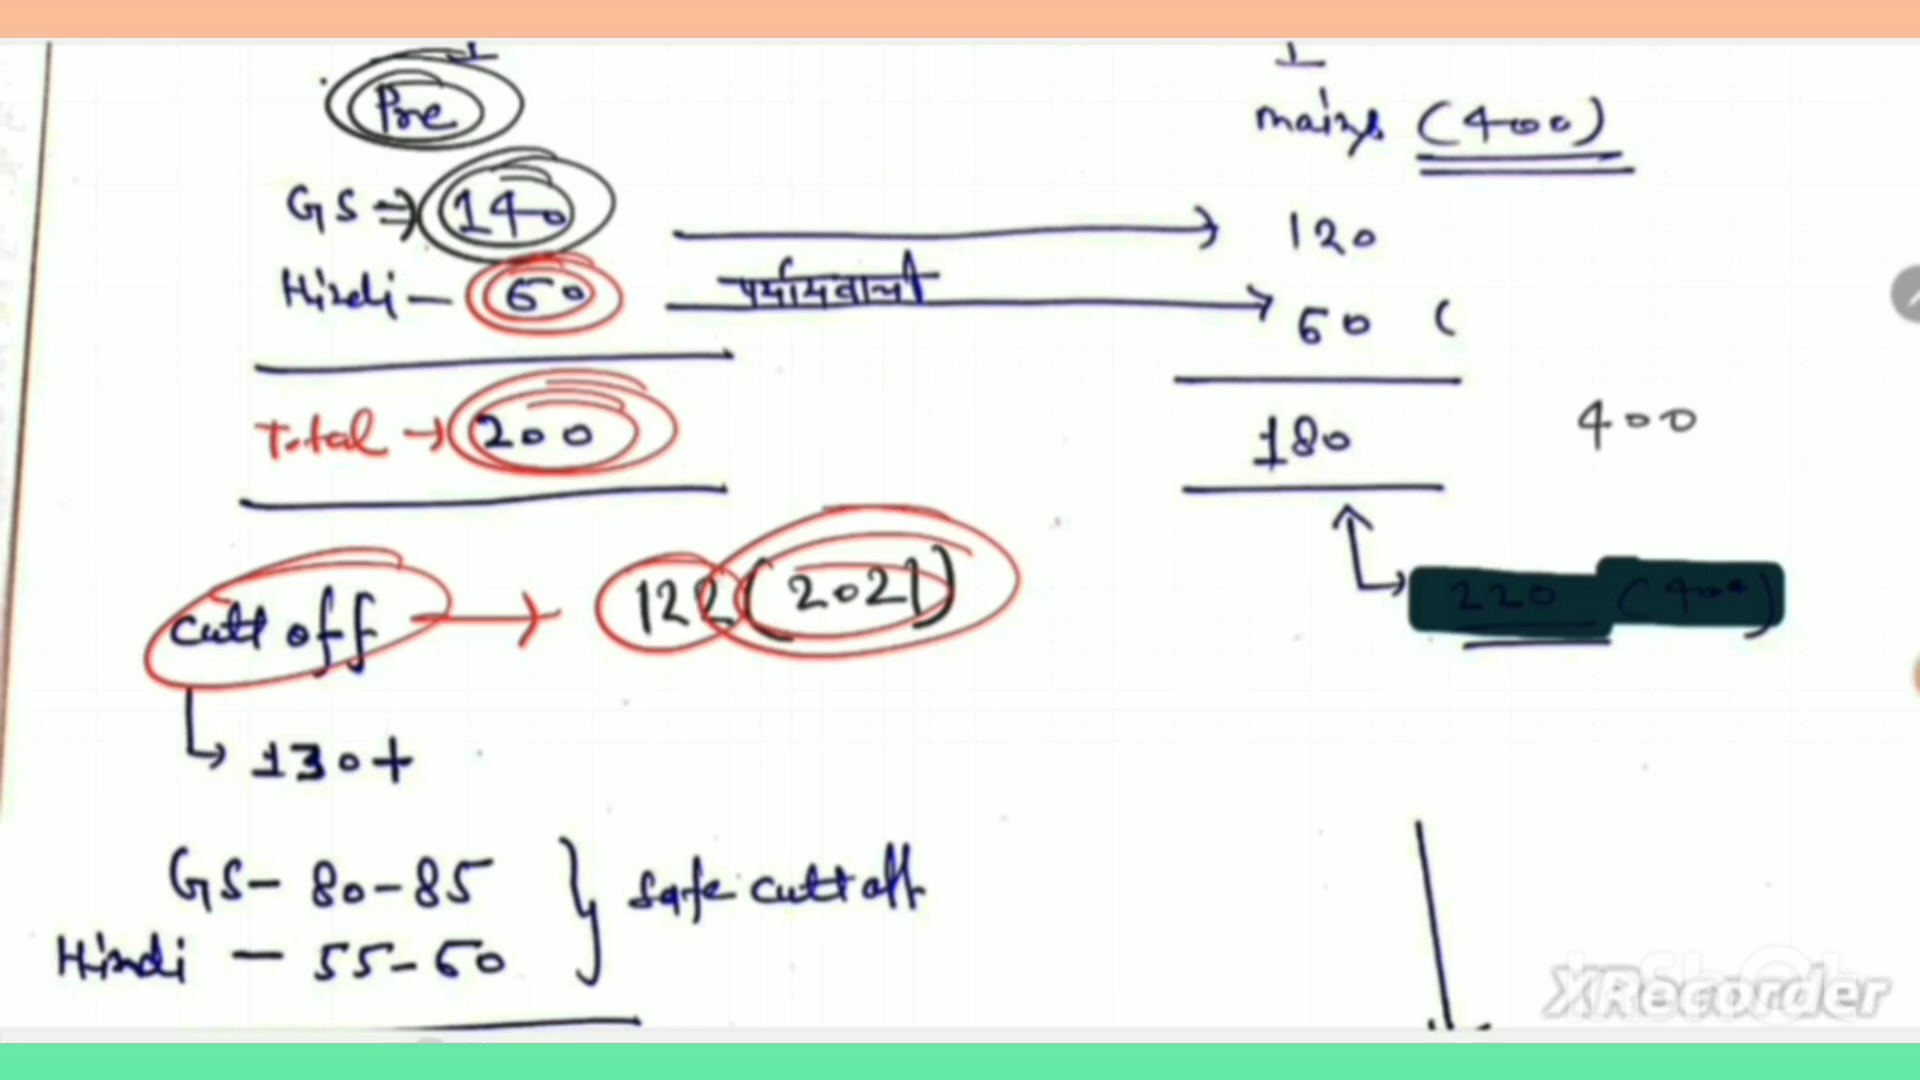 Pre
mains (400)
GS ⇒ 140
120
Hindi - 60
पर्यायवाची
60 (
Total → 200
180
400
Cutt off → 122 (2021)
220 (400)
130+
GS - 80-85
Safe Cutt off
Hindi - 55-60
XRecorder